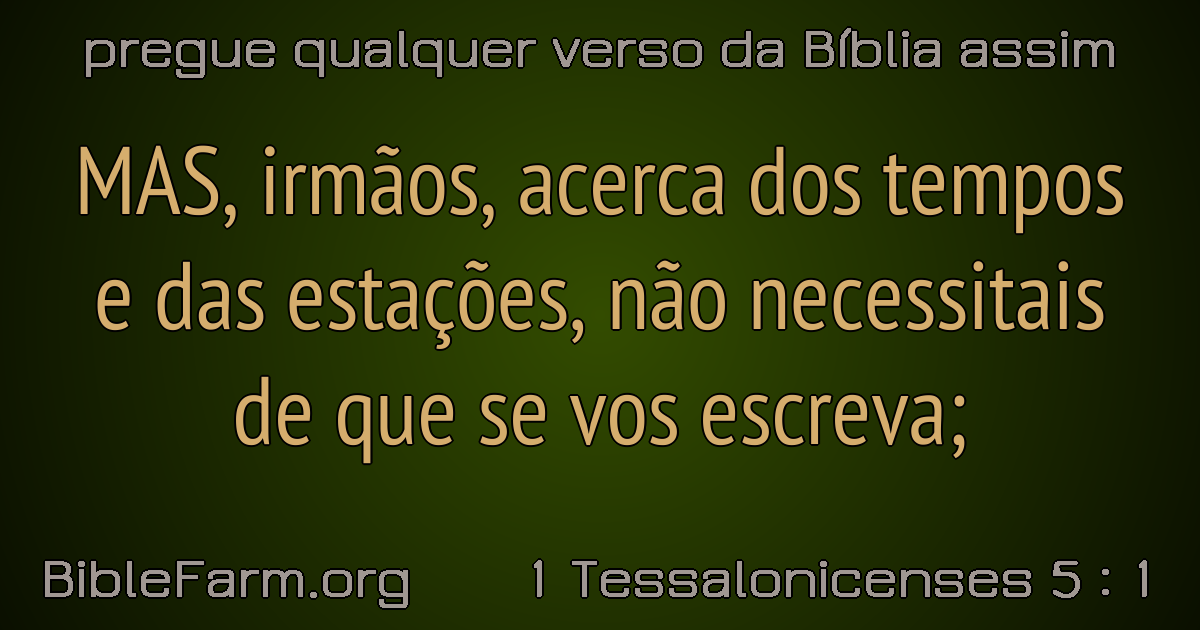 pregue qualquer verso da Bíblia assim
MAS, irmãos, acerca dos tempos
e das estações, não necessitais
de que se vos escreva;
BibleFarm.org 1 Tessalonicenses 5 : 1